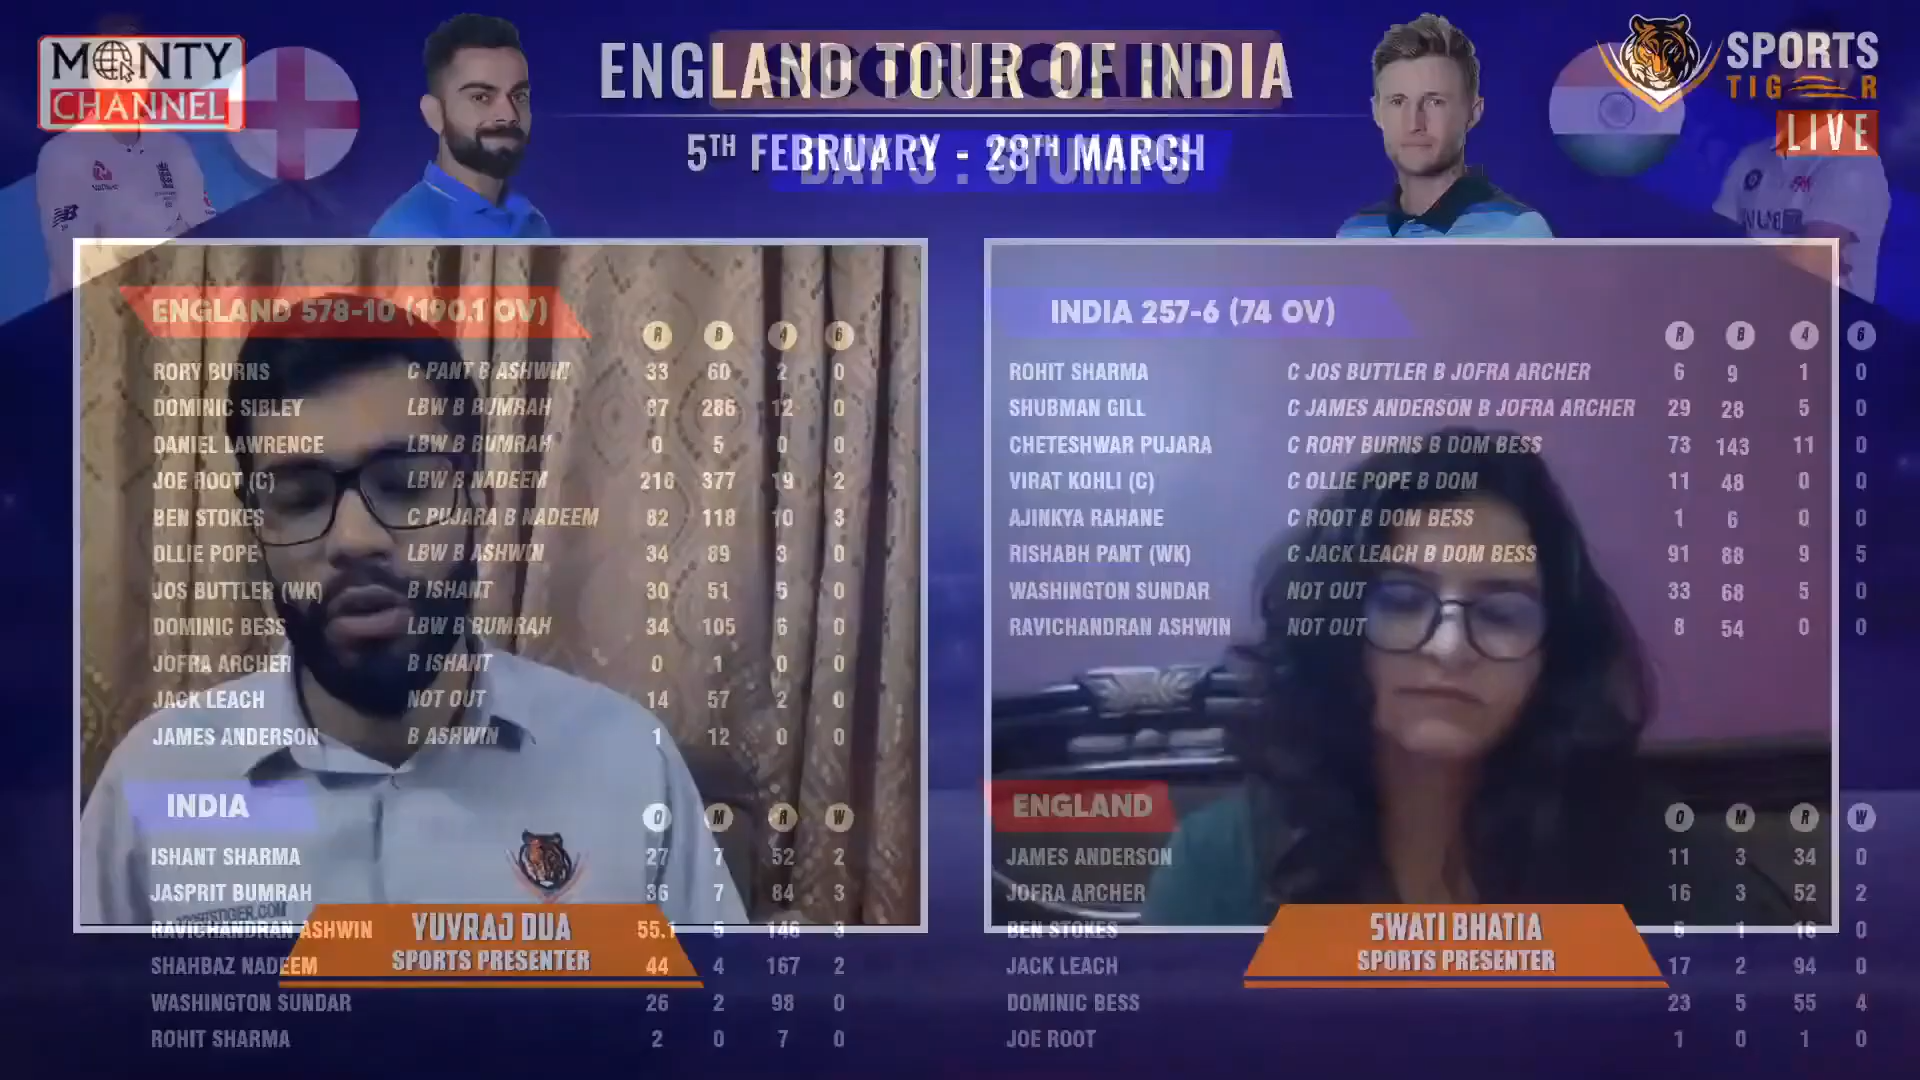 MONTY
CHANNEL
ENGLAND TOUR OF INDIA
SCORECARD
5TH FEBRUARY - 28TH MARCH
DAY 3 : STUMPS
SPORTS
TIGER
LIVE
ENGLAND 578-10 (190.1 OV)
R B 4 6
RORY BURNS C PANT B ASHWIN 33 60 2 0
DOMINIC SIBLEY LBW B BUMRAH 87 286 12 0
DANIEL LAWRENCE LBW B BUMRAH 0 5 0 0
JOE ROOT (C) LBW B NADEEM 216 377 19 2
BEN STOKES C PUJARA B NADEEM 82 118 10 3
OLLIE POPE LBW B ASHWIN 34 89 3 0
JOS BUTTLER (WK) B ISHANT 30 51 5 0
DOMINIC BESS LBW B BUMRAH 34 105 6 0
JOFRA ARCHER B ISHANT 0 1 0 0
JACK LEACH NOT OUT 14 57 2 0
JAMES ANDERSON B ASHWIN 1 12 0 0
INDIA
O M R W
ISHANT SHARMA 27 7 52 2
JASPRIT BUMRAH 36 7 84 3
RAVICHANDRAN ASHWIN 55.1 5 146 3
SHAHBAZ NADEEM 44 4 167 2
WASHINGTON SUNDAR 26 2 98 0
ROHIT SHARMA 2 0 7 0
SPORTSTIGER.COM
YUVRAJ DUA
SPORTS PRESENTER
INDIA 257-6 (74 OV)
R B 4 6
ROHIT SHARMA C JOS BUTTLER B JOFRA ARCHER 6 9 1 0
SHUBMAN GILL C JAMES ANDERSON B JOFRA ARCHER 29 28 5 0
CHETESHWAR PUJARA C RORY BURNS B DOM BESS 73 143 11 0
VIRAT KOHLI (C) C OLLIE POPE B DOM 11 48 0 0
AJINKYA RAHANE C ROOT B DOM BESS 1 6 0 0
RISHABH PANT (WK) C JACK LEACH B DOM BESS 91 88 9 5
WASHINGTON SUNDAR NOT OUT 33 68 5 0
RAVICHANDRAN ASHWIN NOT OUT 8 54 0 0
ENGLAND
O M R W
JAMES ANDERSON 11 3 34 0
JOFRA ARCHER 16 3 52 2
BEN STOKES 6 1 16 0
JACK LEACH 17 2 94 0
DOMINIC BESS 23 5 55 4
JOE ROOT 1 0 1 0
SWATI BHATIA
SPORTS PRESENTER